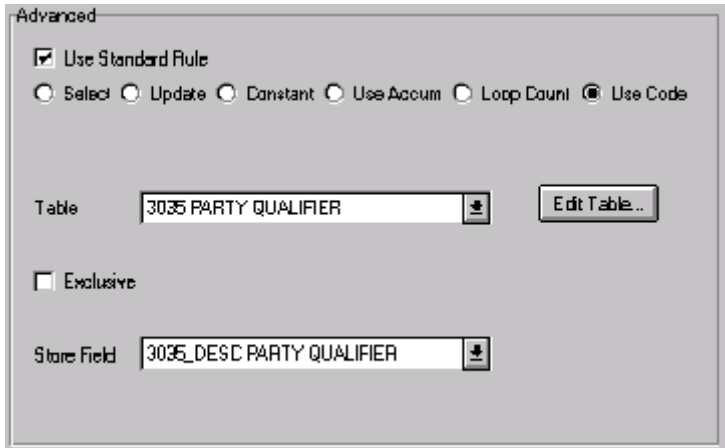 Advanced
Use Standard Rule
Select Update Constant Use Accum Loop Count Use Code
Table 3035 PARTY QUALIFIER Edit Table...
Exclusive
Store Field 3035_DESC PARTY QUALIFIER